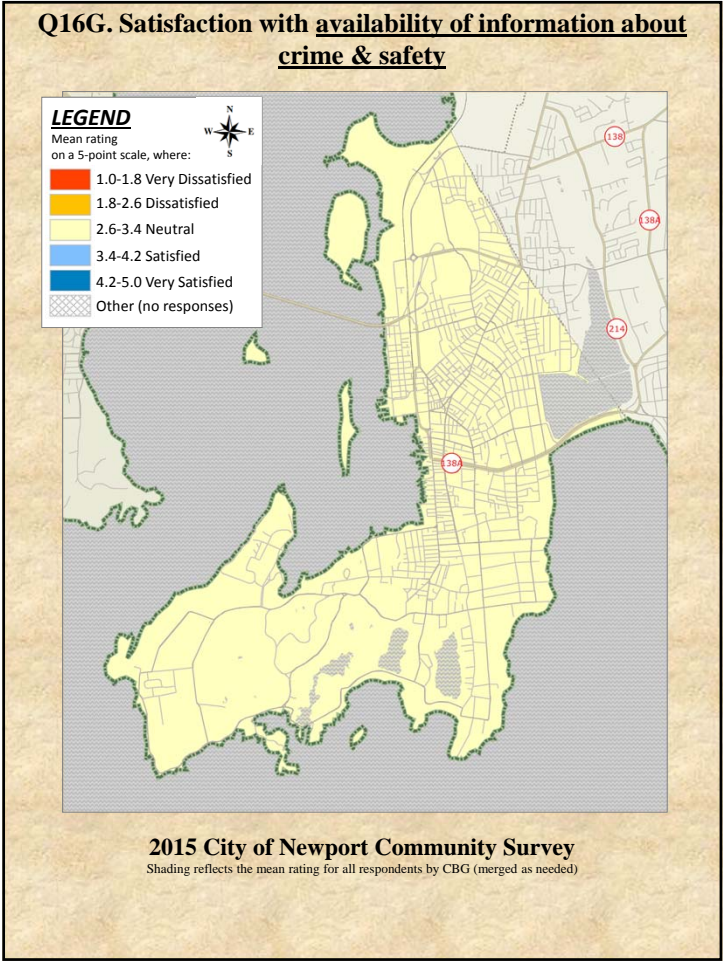 Q16G. Satisfaction with availability of information about
crime & safety
LEGEND
Mean rating
on a 5-point scale, where:
N
W E
S
1.0-1.8 Very Dissatisfied
1.8-2.6 Dissatisfied
2.6-3.4 Neutral
3.4-4.2 Satisfied
4.2-5.0 Very Satisfied
Other (no responses)
138
138A
214
138A
2015 City of Newport Community Survey
Shading reflects the mean rating for all respondents by CBG (merged as needed)